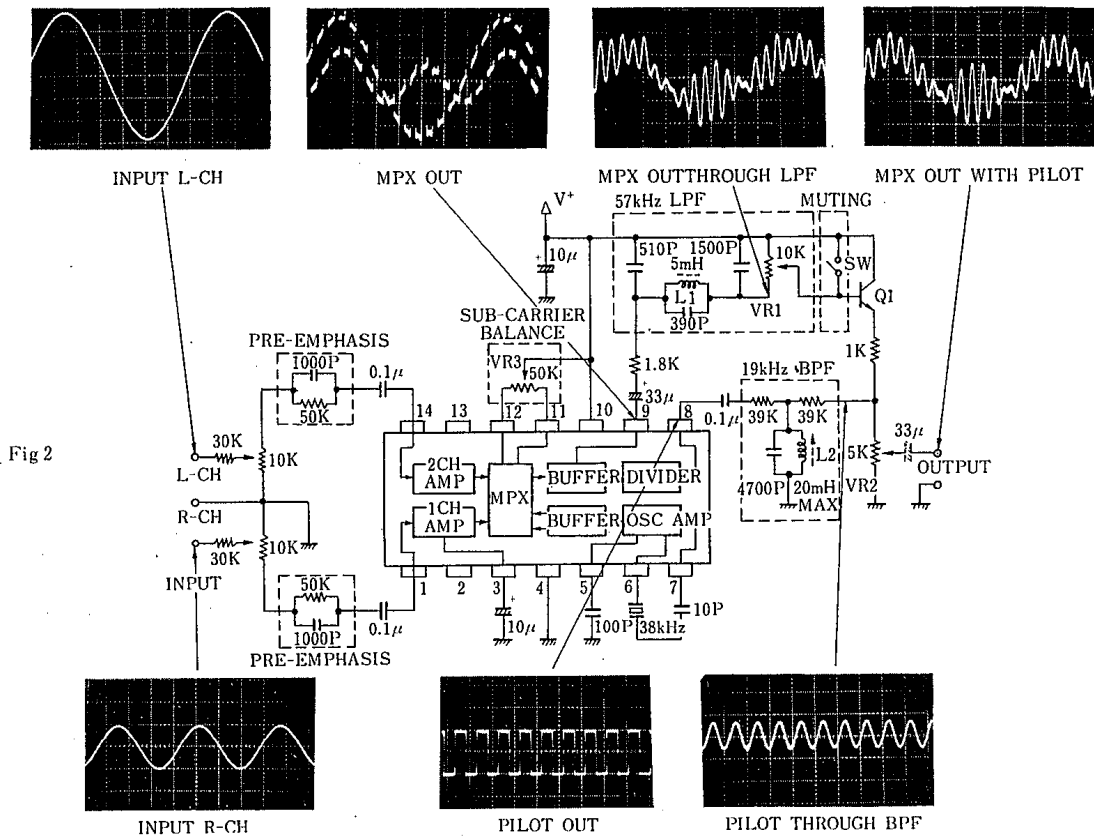 INPUT L-CH
MPX OUT
MPX OUTTHROUGH LPF
MPX OUT WITH PILOT
57kHz LPF
MUTING
V+
10μ
510P
1500P
10K
SW
5mH
L1
390P
VR1
Q1
SUB-CARRIER
BALANCE
VR3
50K
1.8K
33μ
1K
PRE-EMPHASIS
1000P
50K
0.1μ
19kHz BPF
39K
39K
0.1μ
4700P
L2
20mH
MAX
5K
VR2
33μ
OUTPUT
Fig 2
30K
L-CH
10K
R-CH
30K
10K
INPUT
14
13
12
11
10
9
8
2CH
AMP
MPX
BUFFER
DIVIDER
1CH
AMP
BUFFER
OSC AMP
1
2
3
4
5
6
7
50K
1000P
0.1μ
PRE-EMPHASIS
10μ
100P
38kHz
10P
INPUT R-CH
PILOT OUT
PILOT THROUGH BPF